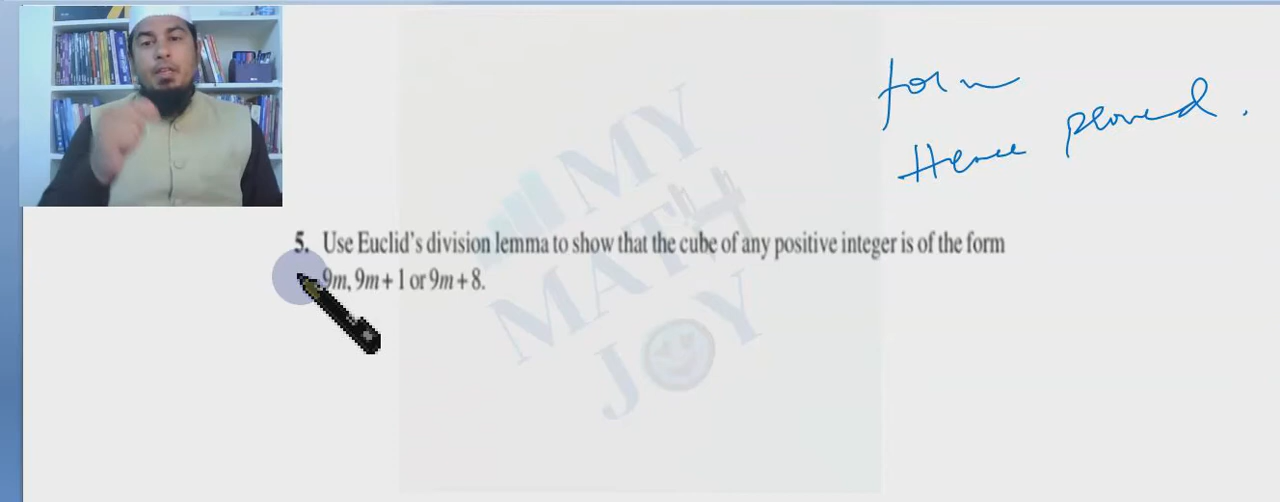 form
Hence proved.
5. Use Euclid's division lemma to show that the cube of any positive integer is of the form
9m, 9m + 1 or 9m + 8.
MY
MATH
JOY